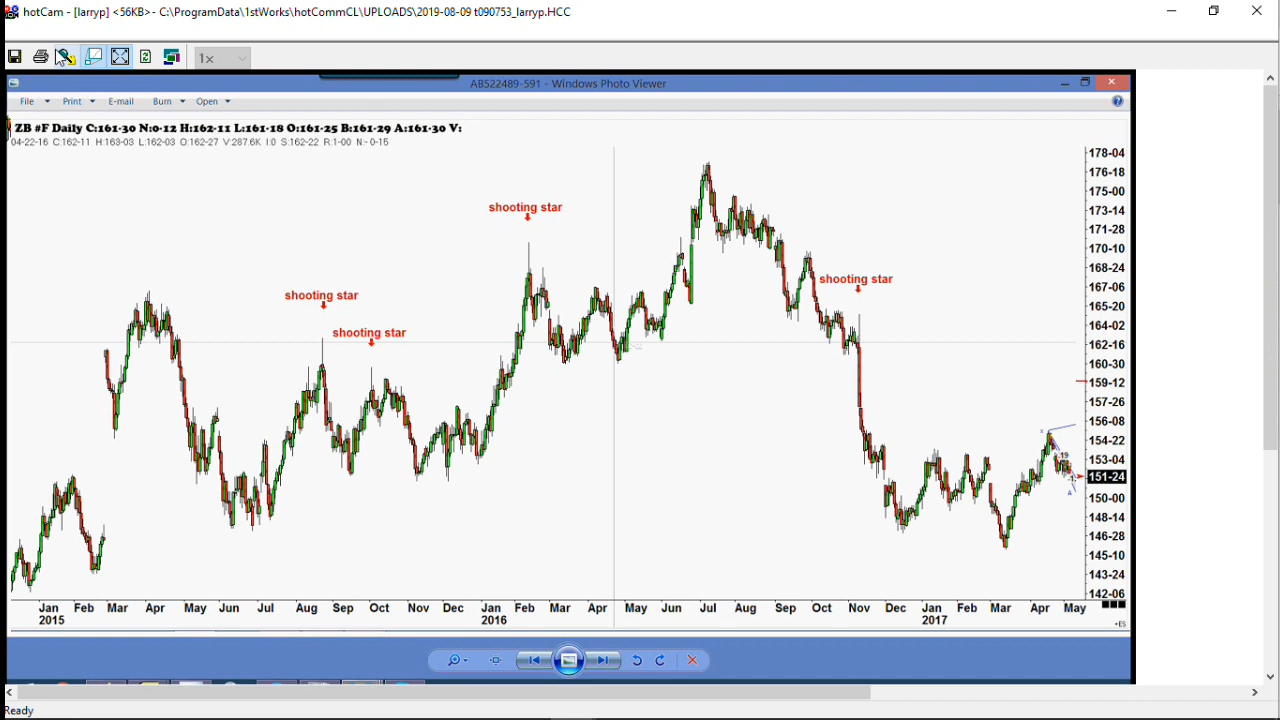 hotCam - [larryp] <56KB>- C:\ProgramData\1stWorks\hotCommCL\UPLOADS\2019-08-09 t090753_larryp.HCC
1x
AB522489-591 - Windows Photo Viewer
File Print E-mail Burn Open
ZB #F Daily C:161-30 N:0-12 H:162-11 L:161-18 O:161-25 B:161-29 A:161-30 V:
04-22-16 C:162-11 H:163-03 L:162-03 O:162-27 V:287.6K I:0 S:162-22 R:1-00 N:-0-15
178-04
176-18
175-00
shooting star
173-14
171-28
170-10
168-24
shooting star
167-06
shooting star
165-20
164-02
shooting star
162-16
160-30
159-12
157-26
156-08
x
154-22
19
153-04
151-24
A
150-00
148-14
146-28
145-10
143-24
142-06
Jan Feb Mar Apr May Jun Jul Aug Sep Oct Nov Dec Jan Feb Mar Apr May Jun Jul Aug Sep Oct Nov Dec Jan Feb Mar Apr May
2015 2016 2017
+ES
Ready